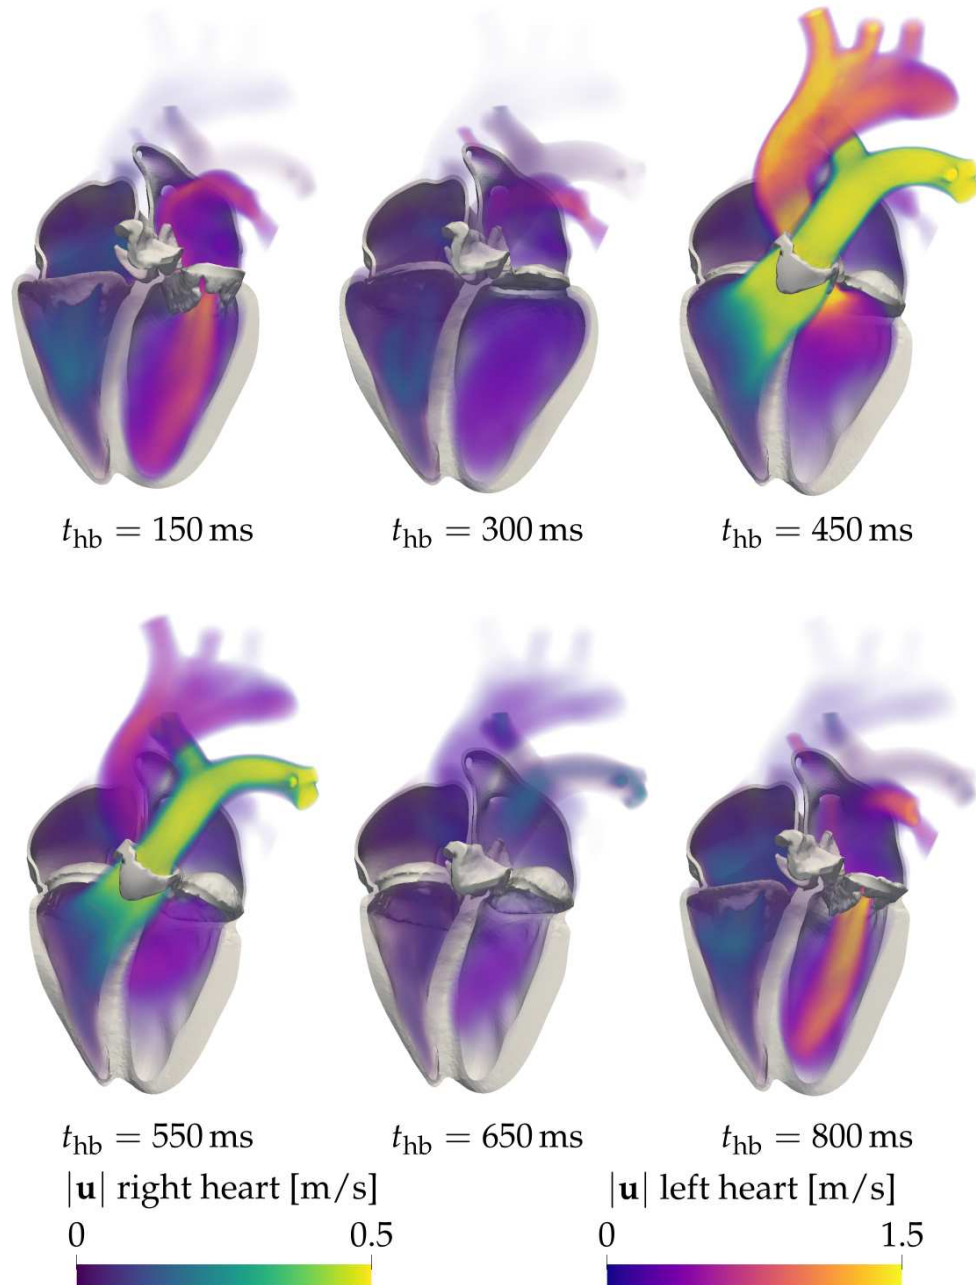 t_hb = 150 ms
t_hb = 300 ms
t_hb = 450 ms
t_hb = 550 ms
t_hb = 650 ms
t_hb = 800 ms
|u| right heart [m/s]
|u| left heart [m/s]
0 0.5
0 1.5